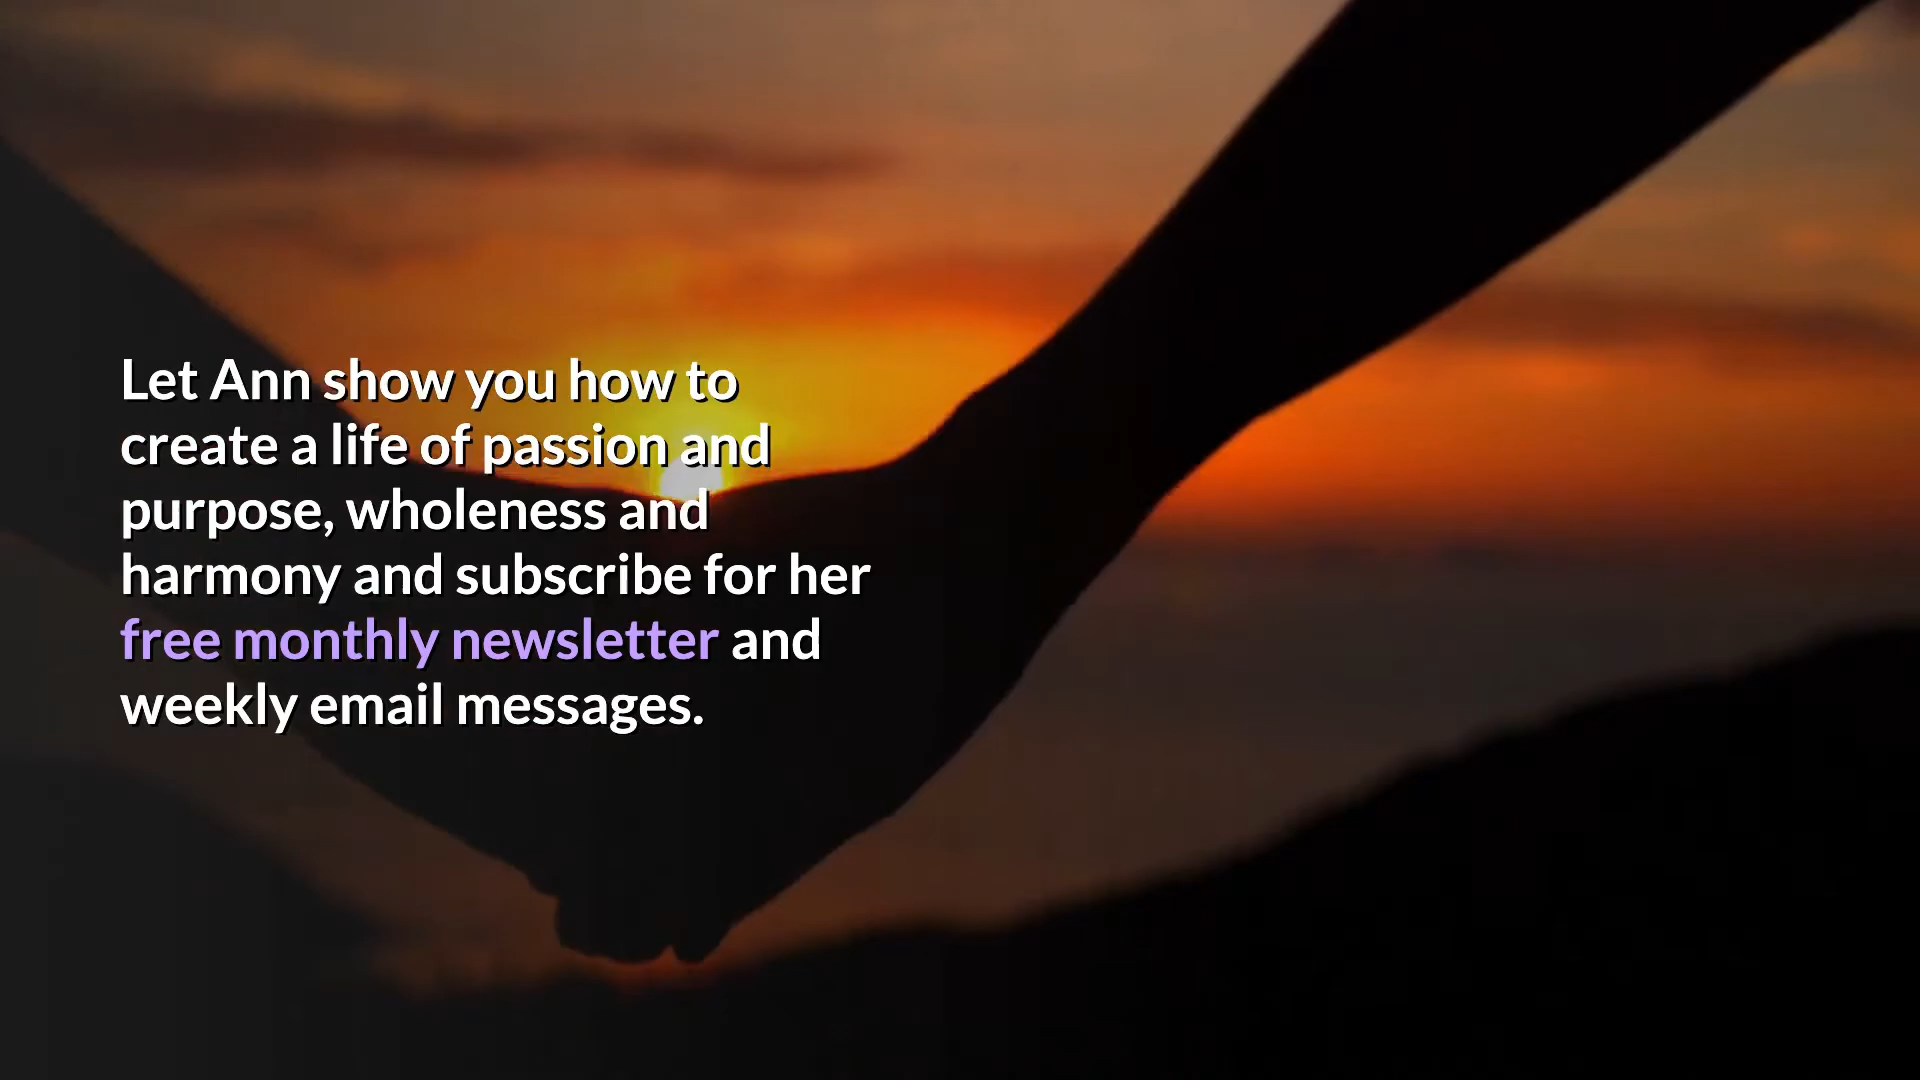 Let Ann show you how to
create a life of passion and
purpose, wholeness and
harmony and subscribe for her
free monthly newsletter and
weekly email messages.